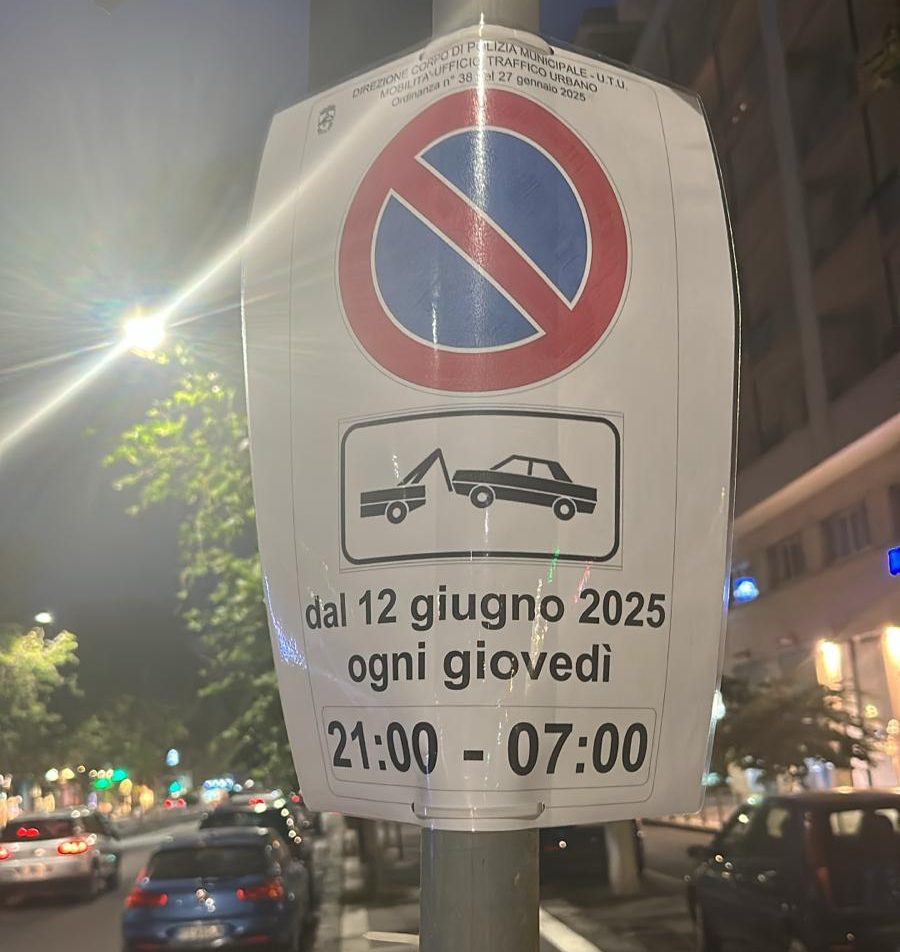 DIREZIONE CORPO DI POLIZIA MUNICIPALE - U.T.U.
MOBILITA'-UFFICIO TRAFFICO URBANO
Ordinanza n° 38 del 27 gennaio 2025
dal 12 giugno 2025
ogni giovedì
21:00 - 07:00